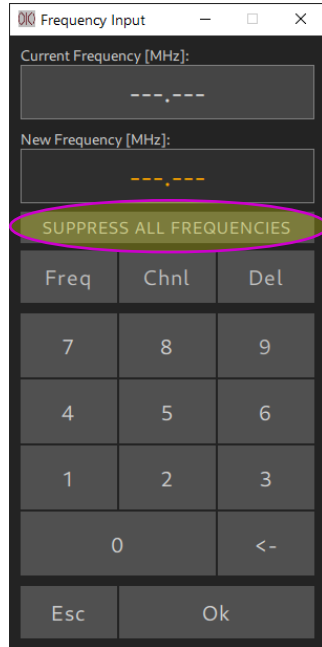 Frequency Input
Current Frequency [MHz]:
---.---
New Frequency [MHz]:
---.---
SUPPRESS ALL FREQUENCIES
Freq Chnl Del
7 8 9
4 5 6
1 2 3
0 <-
Esc Ok